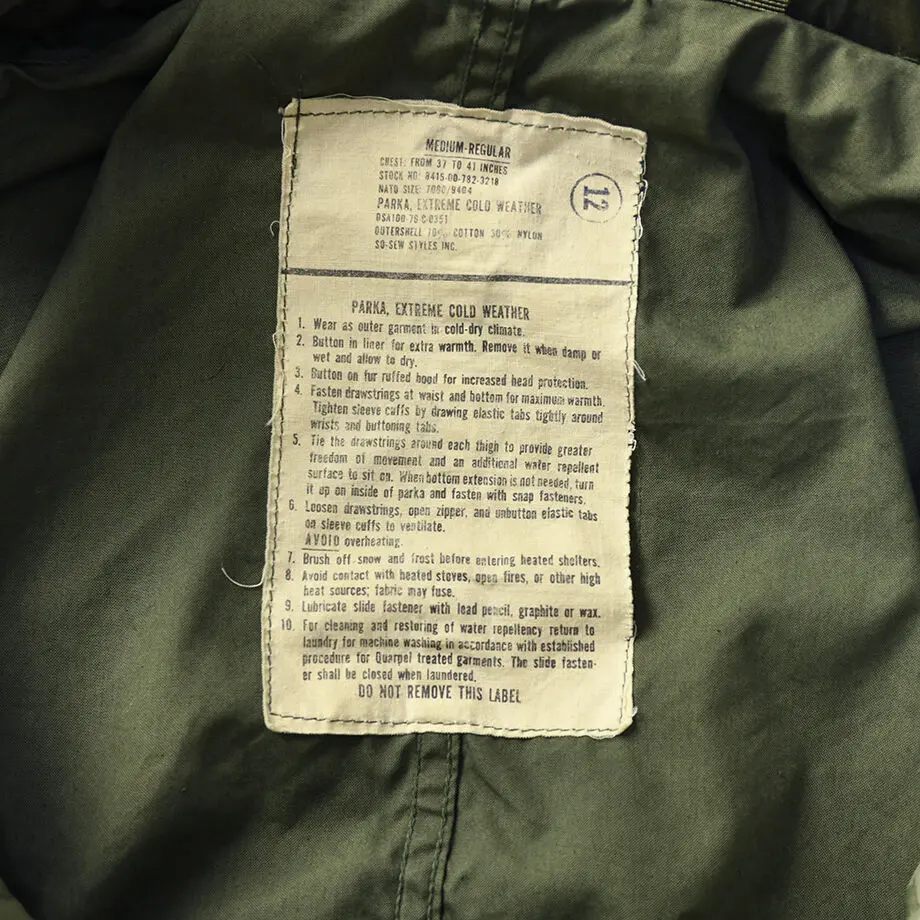 MEDIUM-REGULAR
CHEST: FROM 37 TO 41 INCHES
STOCK NO: 8415-00-782-3218
NATO SIZE: 7080/9404
PARKA, EXTREME COLD WEATHER
DSA100-76-C-0351
OUTERSHELL 70% COTTON 30% NYLON
SO-SEW STYLES INC.
12
PARKA, EXTREME COLD WEATHER
1. Wear as outer garment in cold-dry climate.
2. Button in liner for extra warmth. Remove it when damp or
wet and allow to dry.
3. Button on fur ruffed hood for increased head protection.
4. Fasten drawstrings at waist and bottom for maximum warmth.
Tighten sleeve cuffs by drawing elastic tabs tightly around
wrists and buttoning tabs.
5. Tie the drawstrings around each thigh to provide greater
freedom of movement and an additional water repellent
surface to sit on. When bottom extension is not needed, turn
it up on inside of parka and fasten with snap fasteners.
6. Loosen drawstrings, open zipper, and unbutton elastic tabs
on sleeve cuffs to ventilate.
AVOID overheating.
7. Brush off snow and frost before entering heated shelters.
8. Avoid contact with heated stoves, open fires, or other high
heat sources; fabric may fuse.
9. Lubricate slide fastener with lead pencil, graphite or wax.
10. For cleaning and restoring of water repellency return to
laundry for machine washing in accordance with established
procedure for Quarpel treated garments. The slide fasten-
er shall be closed when laundered.
DO NOT REMOVE THIS LABEL